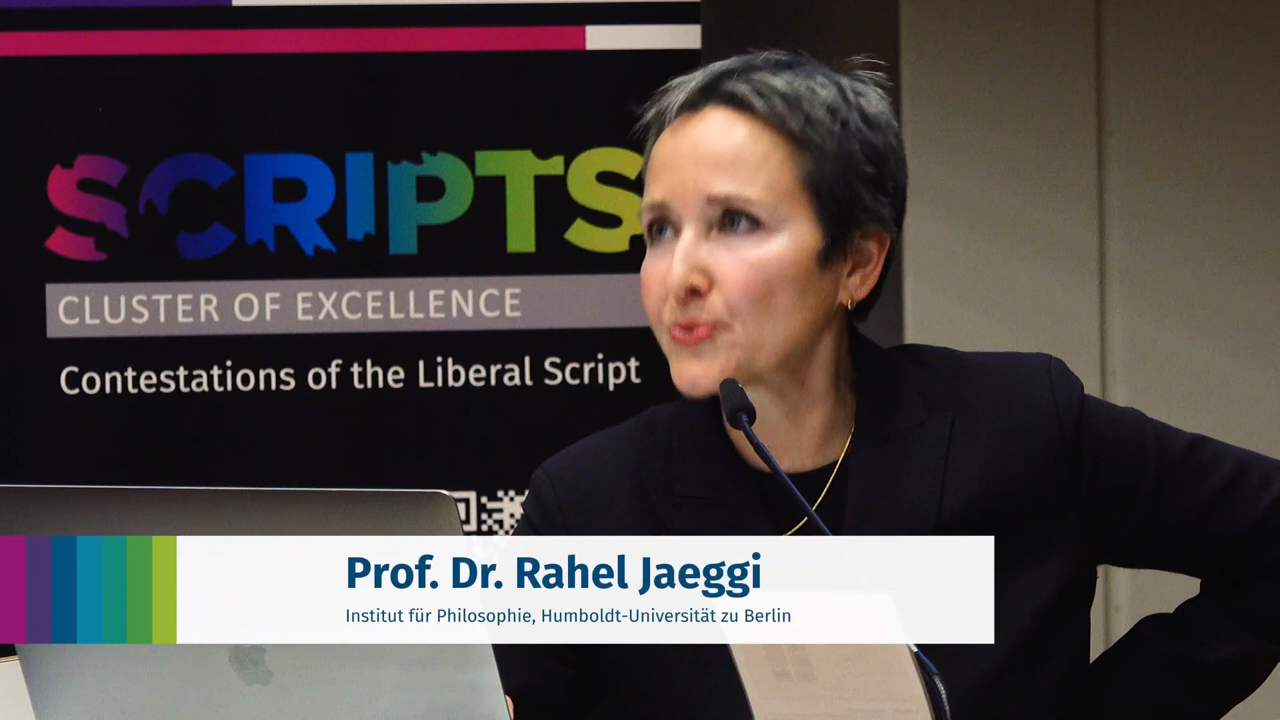 SCRIPTS
CLUSTER OF EXCELLENCE
Contestations of the Liberal Script
Prof. Dr. Rahel Jaeggi
Institut für Philosophie, Humboldt-Universität zu Berlin